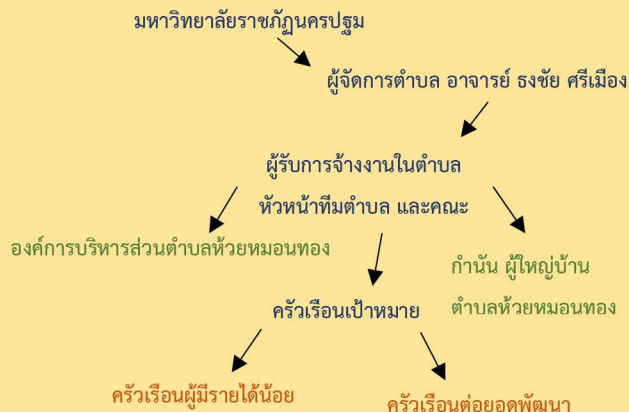 มหาวิทยาลัยราชภัฏนครปฐม
ผู้จัดการตำบล อาจารย์ ธงชัย ศรีเมือง
ผู้รับการจ้างงานในตำบล
หัวหน้าทีมตำบล และคณะ
องค์การบริหารส่วนตำบลห้วยหมอนทอง
กำนัน ผู้ใหญ่บ้าน
ตำบลห้วยหมอนทอง
ครัวเรือนเป้าหมาย
ครัวเรือนผู้มีรายได้น้อย
ครัวเรือนต่อยอดพัฒนา